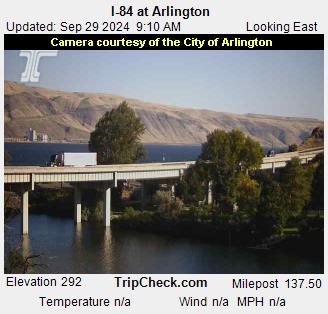 I-84 at Arlington
Updated: Sep 29 2024 9:10 AM Looking East
Camera courtesy of the City of Arlington
Elevation 292 TripCheck.com Milepost 137.50
Temperature n/a Wind n/a MPH n/a